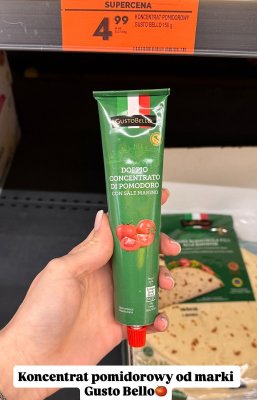 SUPERCENA
4.99
KONCENTRAT POMIDOROWY
GUSTO BELLO 150 g
GUSTOBELLO
DOPPIO
CONCENTRATO
DI POMODORO
CON SALE MARINO
Koncentrat pomidorowy od marki
Gusto Bello🍅